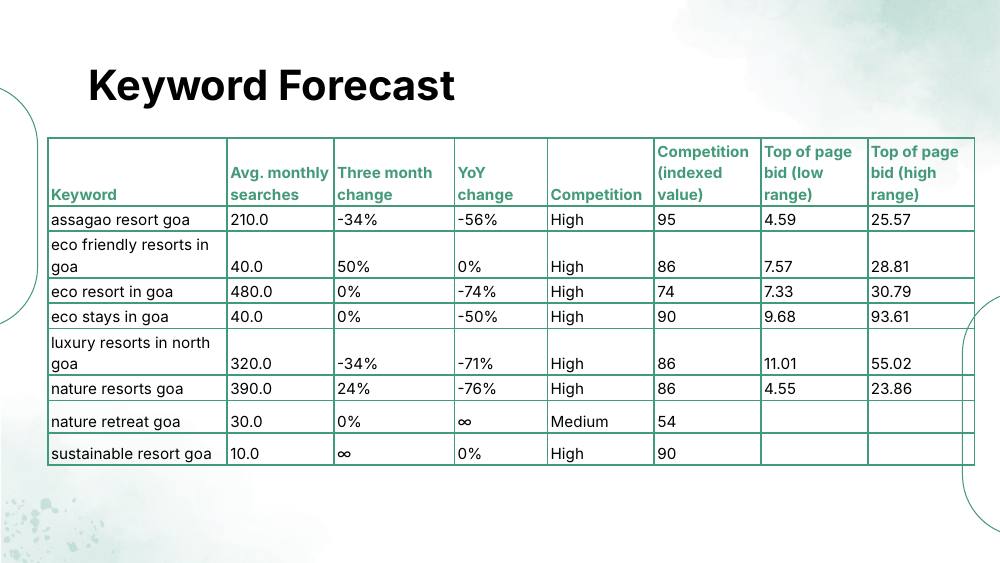 Keyword Forecast
Keyword | Avg. monthly searches | Three month change | YoY change | Competition | Competition (indexed value) | Top of page bid (low range) | Top of page bid (high range)
assagao resort goa | 210.0 | -34% | -56% | High | 95 | 4.59 | 25.57
eco friendly resorts in goa | 40.0 | 50% | 0% | High | 86 | 7.57 | 28.81
eco resort in goa | 480.0 | 0% | -74% | High | 74 | 7.33 | 30.79
eco stays in goa | 40.0 | 0% | -50% | High | 90 | 9.68 | 93.61
luxury resorts in north goa | 320.0 | -34% | -71% | High | 86 | 11.01 | 55.02
nature resorts goa | 390.0 | 24% | -76% | High | 86 | 4.55 | 23.86
nature retreat goa | 30.0 | 0% | ∞ | Medium | 54
sustainable resort goa | 10.0 | ∞ | 0% | High | 90